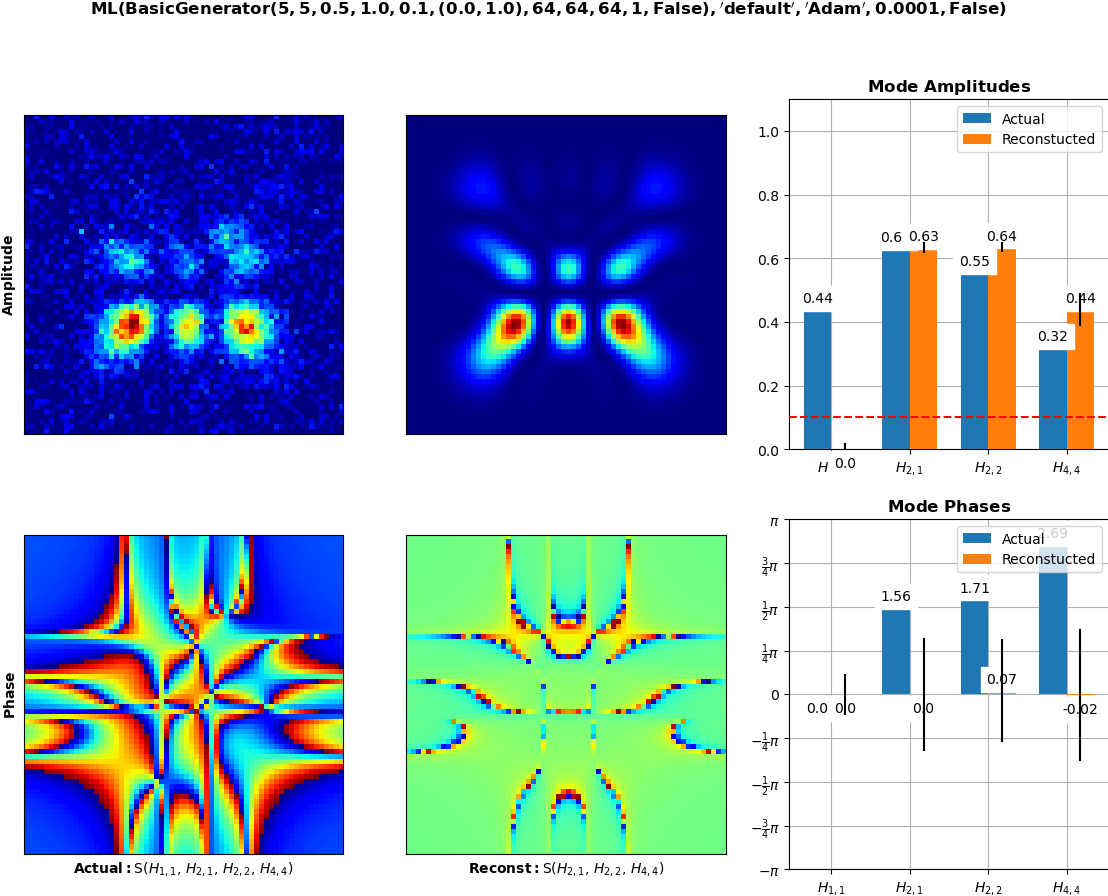 ML(BasicGenerator(5, 5, 0.5, 1.0, 0.1, (0.0, 1.0), 64, 64, 64, 1, False), ′default′, ′Adam′, 0.0001, False)
Mode Amplitudes
Actual
Reconstucted
1.0
0.8
0.6
0.4
0.2
0.0
0.44
0.0
0.6
0.63
0.55
0.64
0.32
0.44
H
H₂,₁
H₂,₂
H₄,₄
Amplitude
Mode Phases
Actual
Reconstucted
π
¾π
½π
¼π
0
−¼π
−½π
−¾π
−π
0.0
1.56
0.0
1.71
0.07
-0.02
H₁,₁
H₂,₁
H₂,₂
H₄,₄
Phase
Actual: S(H₁,₁, H₂,₁, H₂,₂, H₄,₄)
Reconst: S(H₂,₁, H₂,₂, H₄,₄)